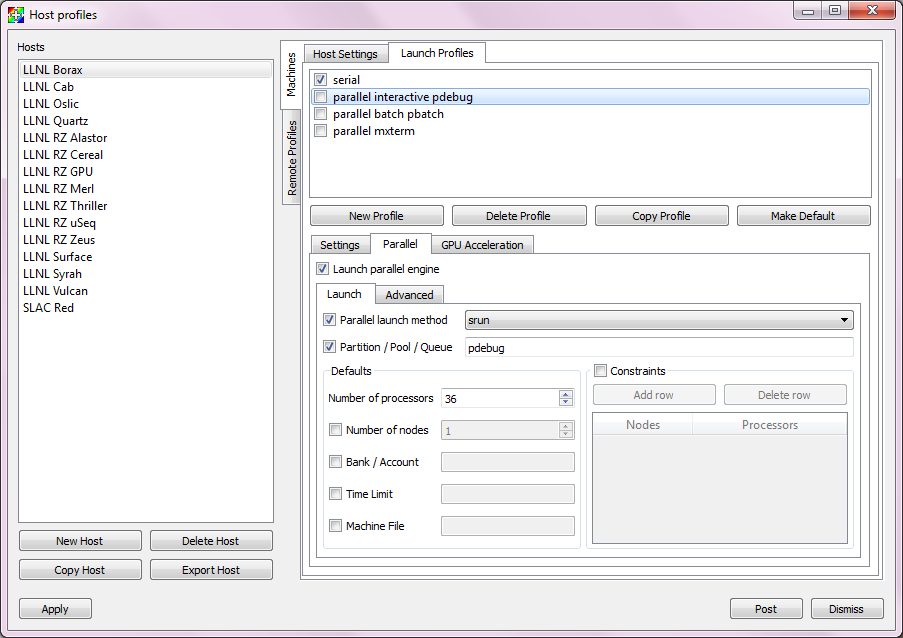 Host profiles
Hosts
LLNL Borax
LLNL Cab
LLNL Oslic
LLNL Quartz
LLNL RZ Alastor
LLNL RZ Cereal
LLNL RZ GPU
LLNL RZ Merl
LLNL RZ Thriller
LLNL RZ uSeq
LLNL RZ Zeus
LLNL Surface
LLNL Syrah
LLNL Vulcan
SLAC Red
New Host Delete Host
Copy Host Export Host
Machines
Remote Profiles
Host Settings Launch Profiles
serial
parallel interactive pdebug
parallel batch pbatch
parallel mxterm
New Profile Delete Profile Copy Profile Make Default
Settings Parallel GPU Acceleration
Launch parallel engine
Launch Advanced
Parallel launch method srun
Partition / Pool / Queue pdebug
Defaults
Number of processors 36
Number of nodes 1
Bank / Account
Time Limit
Machine File
Constraints
Add row Delete row
Nodes Processors
Apply Post Dismiss